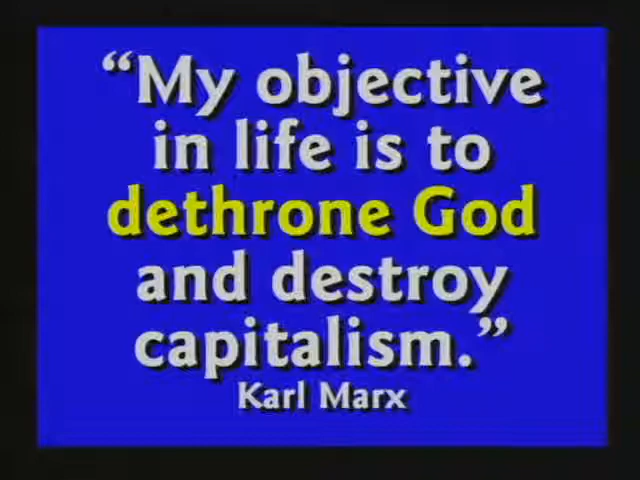 “My objective
in life is to
dethrone God
and destroy
capitalism.”
Karl Marx